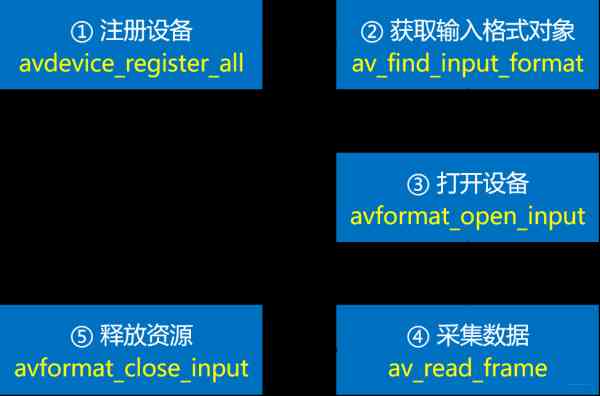 ① 注册设备
avdevice_register_all
② 获取输入格式对象
av_find_input_format
③ 打开设备
avformat_open_input
④ 采集数据
av_read_frame
⑤ 释放资源
avformat_close_input